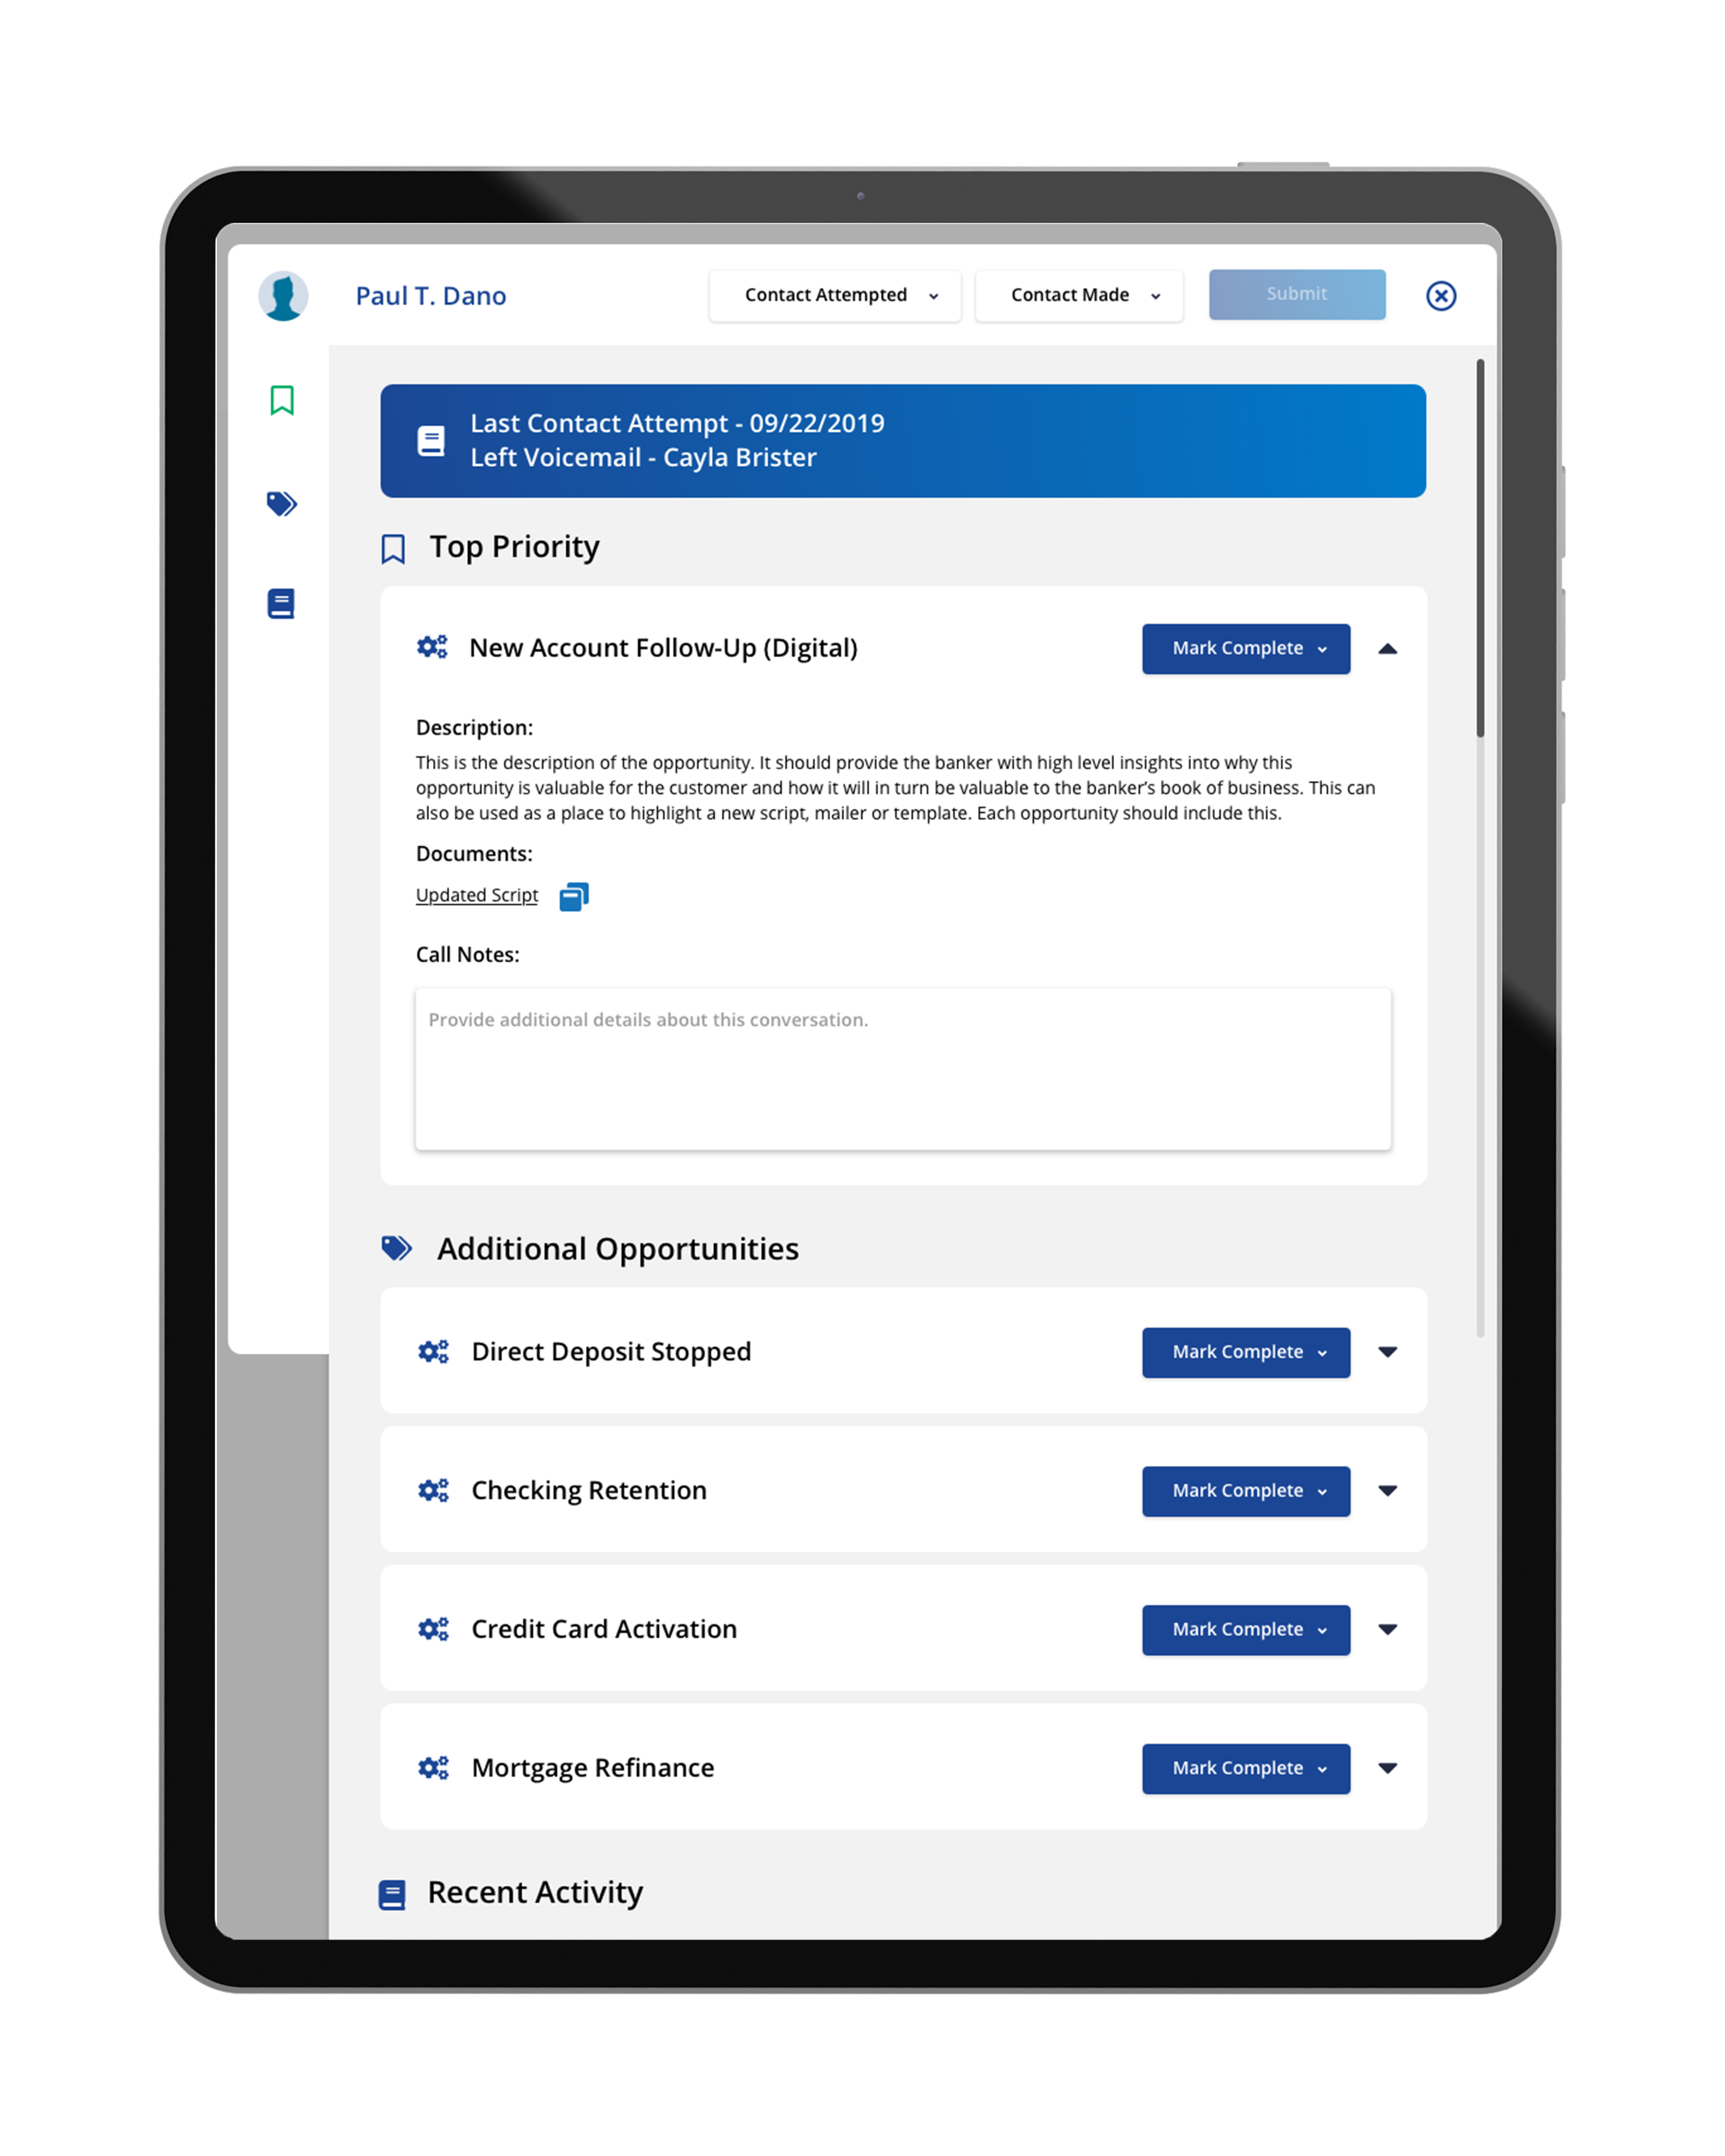 Paul T. Dano
Contact Attempted
Contact Made
Submit
Last Contact Attempt - 09/22/2019
Left Voicemail - Cayla Brister
Top Priority
New Account Follow-Up (Digital)
Mark Complete
Description:
This is the description of the opportunity. It should provide the banker with high level insights into why this
opportunity is valuable for the customer and how it will in turn be valuable to the banker’s book of business. This can
also be used as a place to highlight a new script, mailer or template. Each opportunity should include this.
Documents:
Updated Script
Call Notes:
Provide additional details about this conversation.
Additional Opportunities
Direct Deposit Stopped
Mark Complete
Checking Retention
Mark Complete
Credit Card Activation
Mark Complete
Mortgage Refinance
Mark Complete
Recent Activity